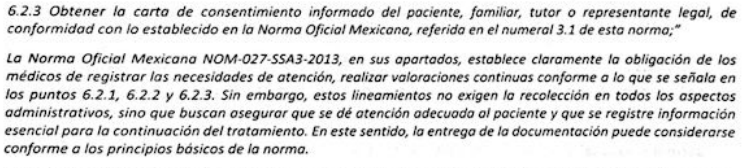 6.2.3 Obtener la carta de consentimiento informado del paciente, familiar, tutor o representante legal, de
conformidad con lo establecido en la Norma Oficial Mexicana, referida en el numeral 3.1 de esta norma;"
La Norma Oficial Mexicana NOM-027-SSA3-2013, en sus apartados, establece claramente la obligación de los
médicos de registrar las necesidades de atención, realizar valoraciones continuas conforme a lo que se señala en
los puntos 6.2.1, 6.2.2 y 6.2.3. Sin embargo, estos lineamientos no exigen la recolección en todos los aspectos
administrativos, sino que buscan asegurar que se dé atención adecuada al paciente y que se registre información
esencial para la continuación del tratamiento. En este sentido, la entrega de la documentación puede considerarse
conforme a los principios básicos de la norma.